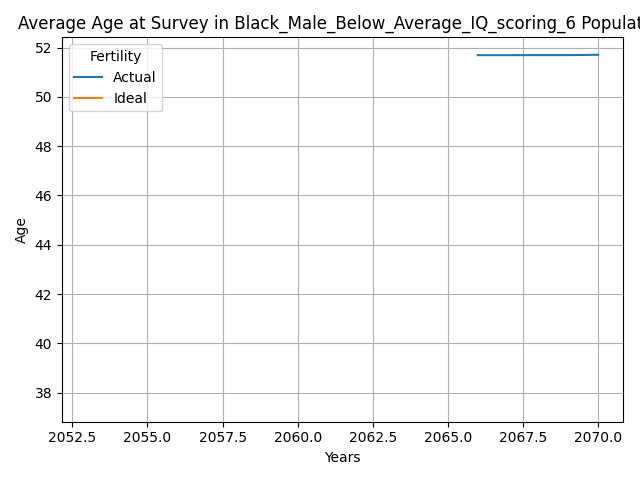 Average Age at Survey in Black_Male_Below_Average_IQ_scoring_6 Populat
Fertility
Actual
Ideal
52
50
48
46
44
42
40
38
Age
2052.5 2055.0 2057.5 2060.0 2062.5 2065.0 2067.5 2070.0
Years